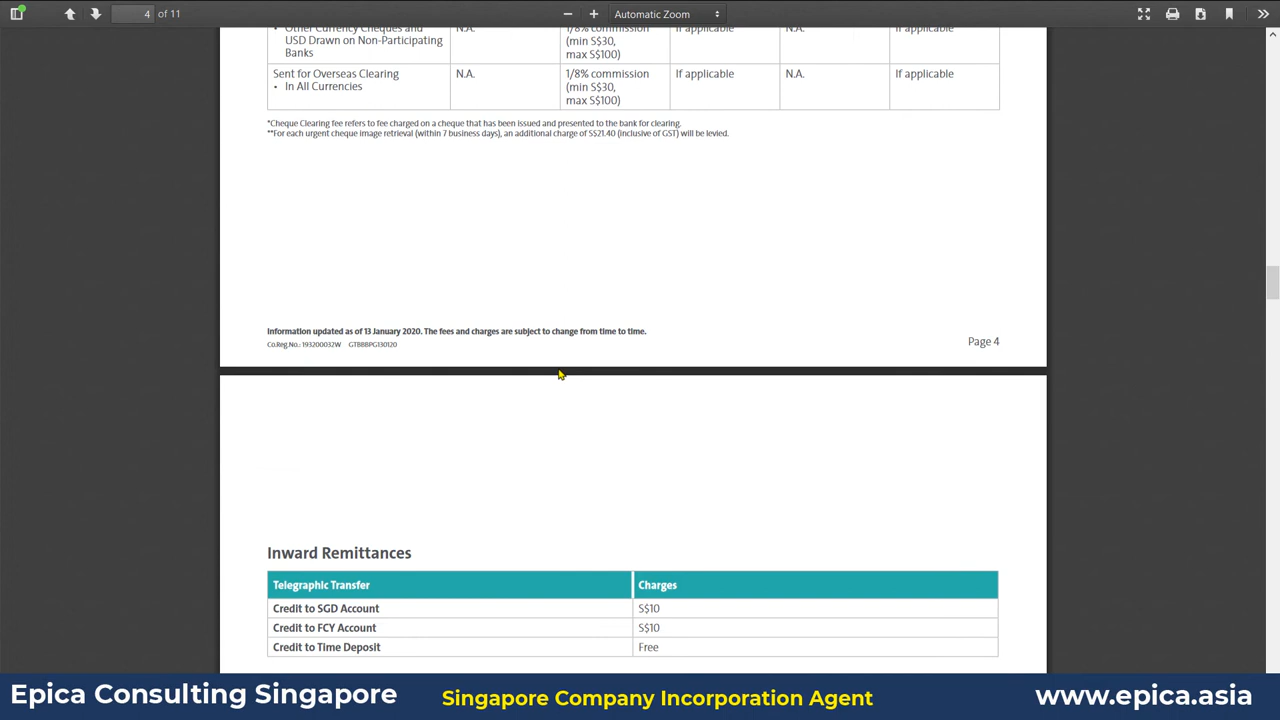 4 of 11
Automatic Zoom
Other Currency Cheques and N.A. 1/8% commission If applicable N.A. If applicable
USD Drawn on Non-Participating (min S$30,
Banks max S$100)
Sent for Overseas Clearing N.A. 1/8% commission If applicable N.A. If applicable
• In All Currencies (min S$30,
max S$100)
*Cheque Clearing fee refers to fee charged on a cheque that has been issued and presented to the bank for clearing.
**For each urgent cheque image retrieval (within 7 business days), an additional charge of S$21.40 (inclusive of GST) will be levied.
Information updated as of 13 January 2020. The fees and charges are subject to change from time to time.
Co.Reg.No.: 193200032W GTBBBPG130120
Page 4
Inward Remittances
Telegraphic Transfer Charges
Credit to SGD Account S$10
Credit to FCY Account S$10
Credit to Time Deposit Free
Epica Consulting Singapore Singapore Company Incorporation Agent www.epica.asia